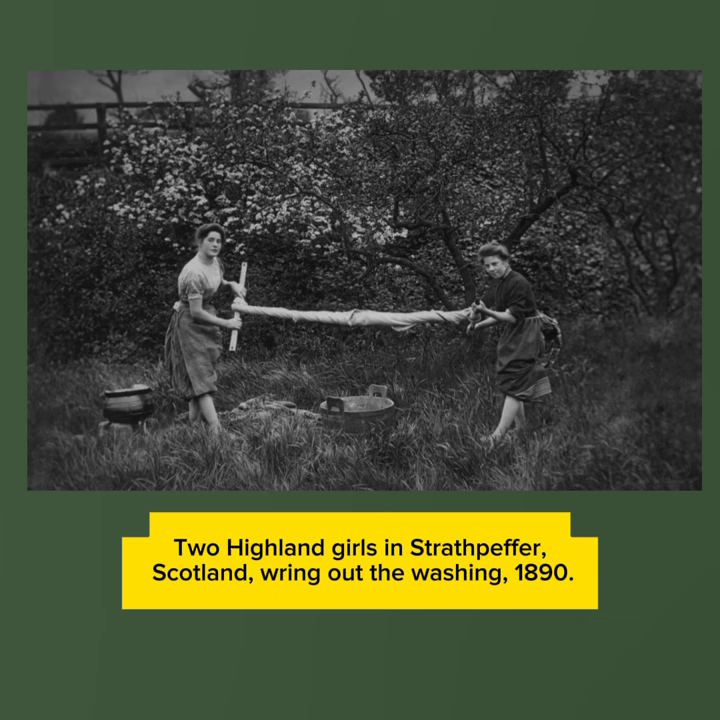 Two Highland girls in Strathpeffer,
Scotland, wring out the washing, 1890.